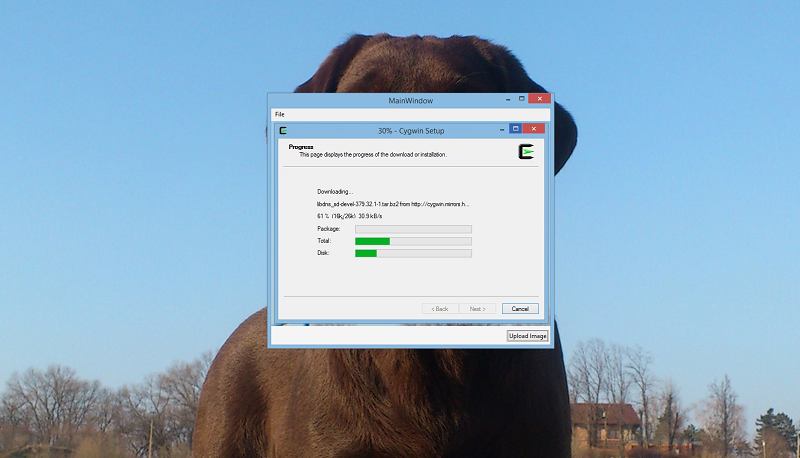 MainWindow
File
30% - Cygwin Setup
Progress
This page displays the progress of the download or installation.
Downloading...
libdns_sd-devel-379.32.1-1.tar.bz2 from http://cygwin.mirrors.h...
61 % (16k/26k) 30.9 kB/s
Package:
Total:
Disk:
< Back Next > Cancel
Upload Image